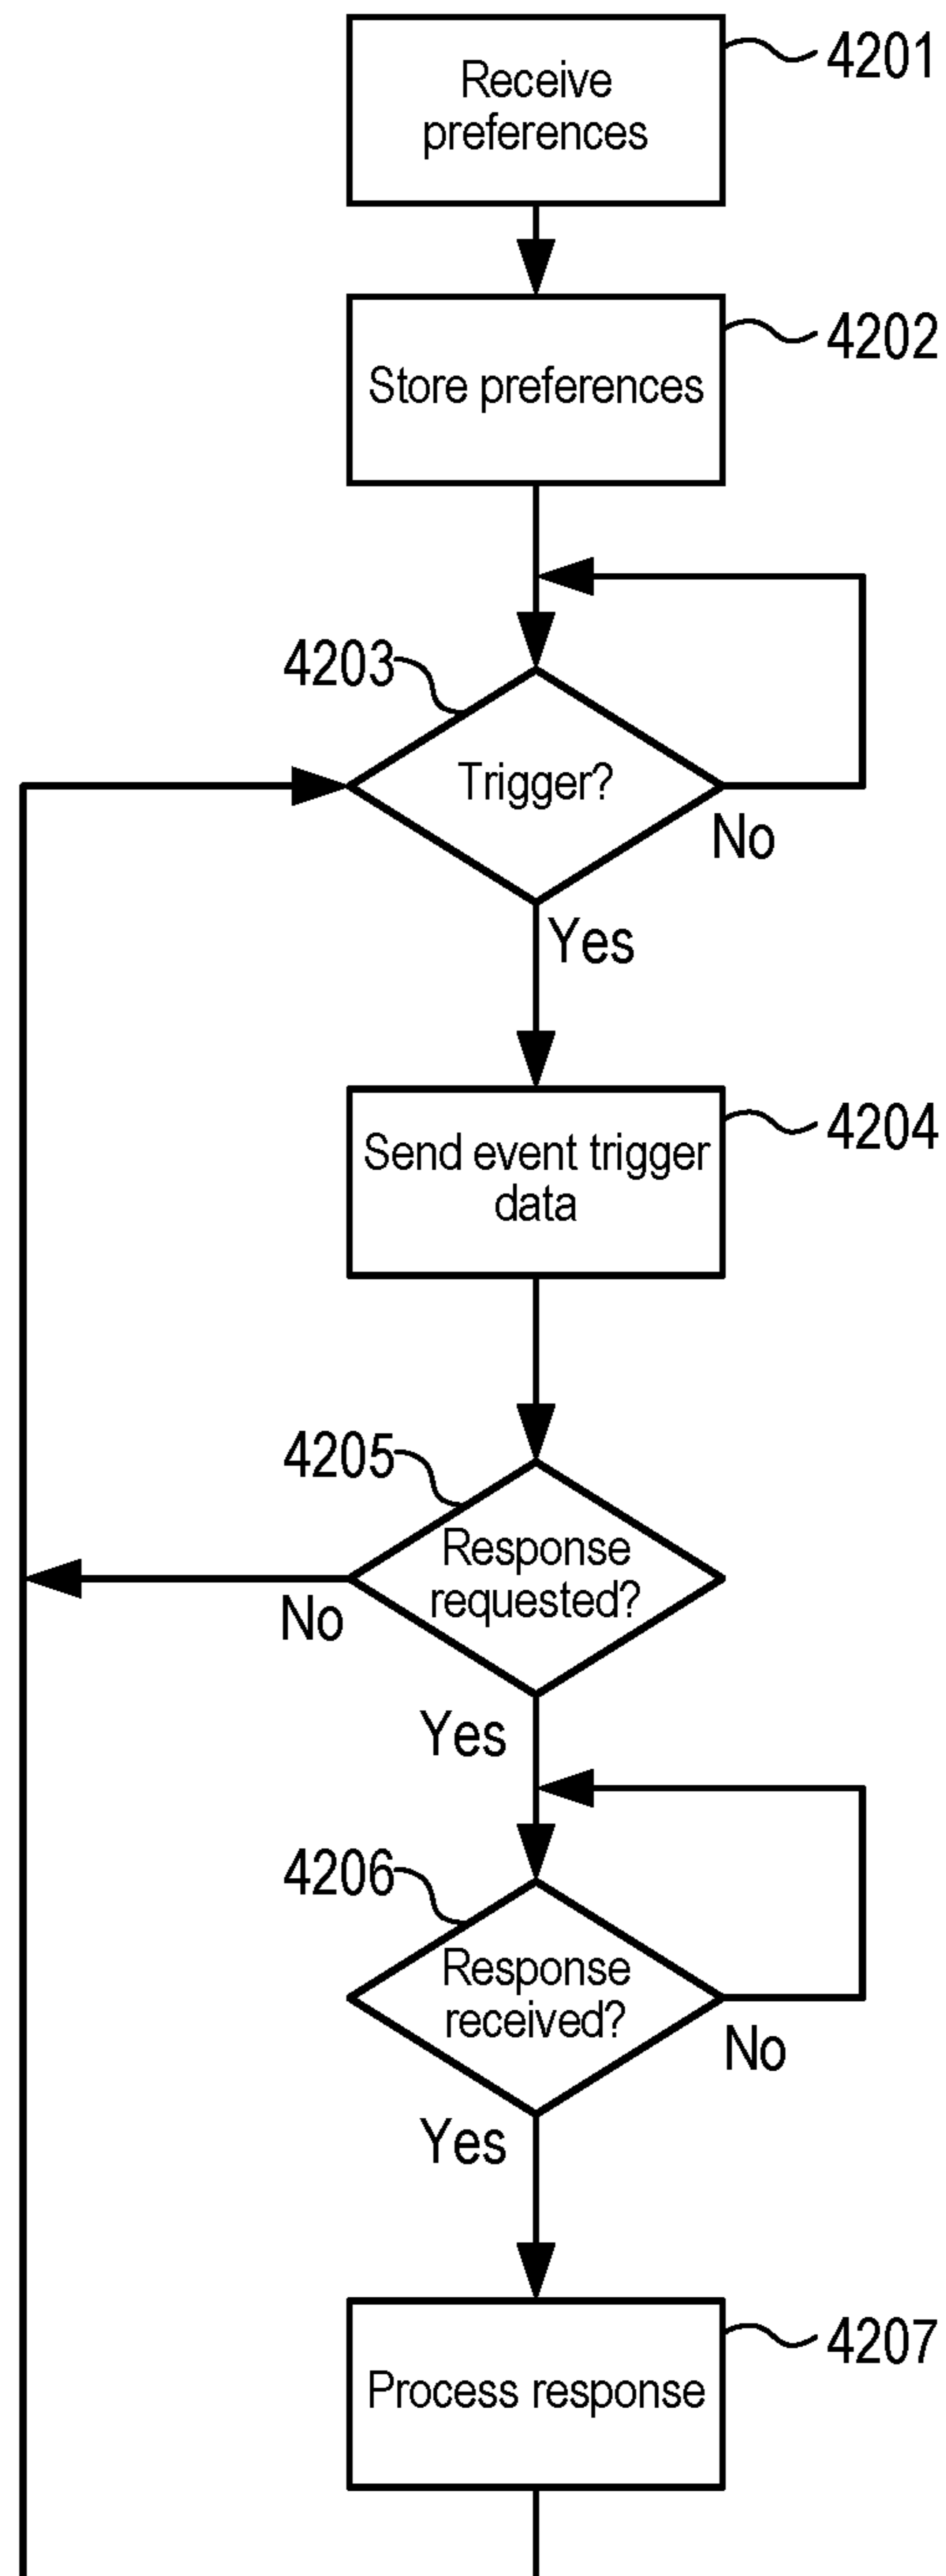 Receive
preferences
4201
Store preferences
4202
4203
Trigger?
No
Yes
Send event trigger
data
4204
4205
Response
requested?
No
Yes
4206
Response
received?
No
Yes
Process response
4207